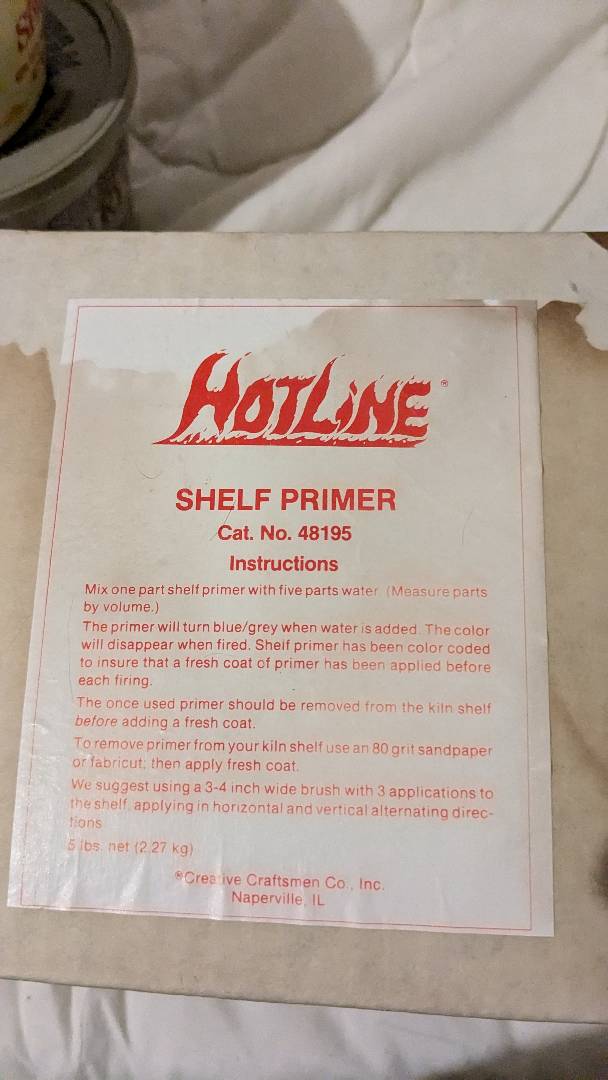 HOTLINE®
SHELF PRIMER
Cat. No. 48195
Instructions
Mix one part shelf primer with five parts water. (Measure parts
by volume.)
The primer will turn blue/grey when water is added. The color
will disappear when fired. Shelf primer has been color coded
to insure that a fresh coat of primer has been applied before
each firing.
The once used primer should be removed from the kiln shelf
before adding a fresh coat.
To remove primer from your kiln shelf use an 80 grit sandpaper
or fabricut; then apply fresh coat.
We suggest using a 3-4 inch wide brush with 3 applications to
the shelf, applying in horizontal and vertical alternating direc-
tions
5 lbs. net (2.27 kg)
®Creative Craftsmen Co., Inc.
Naperville, IL